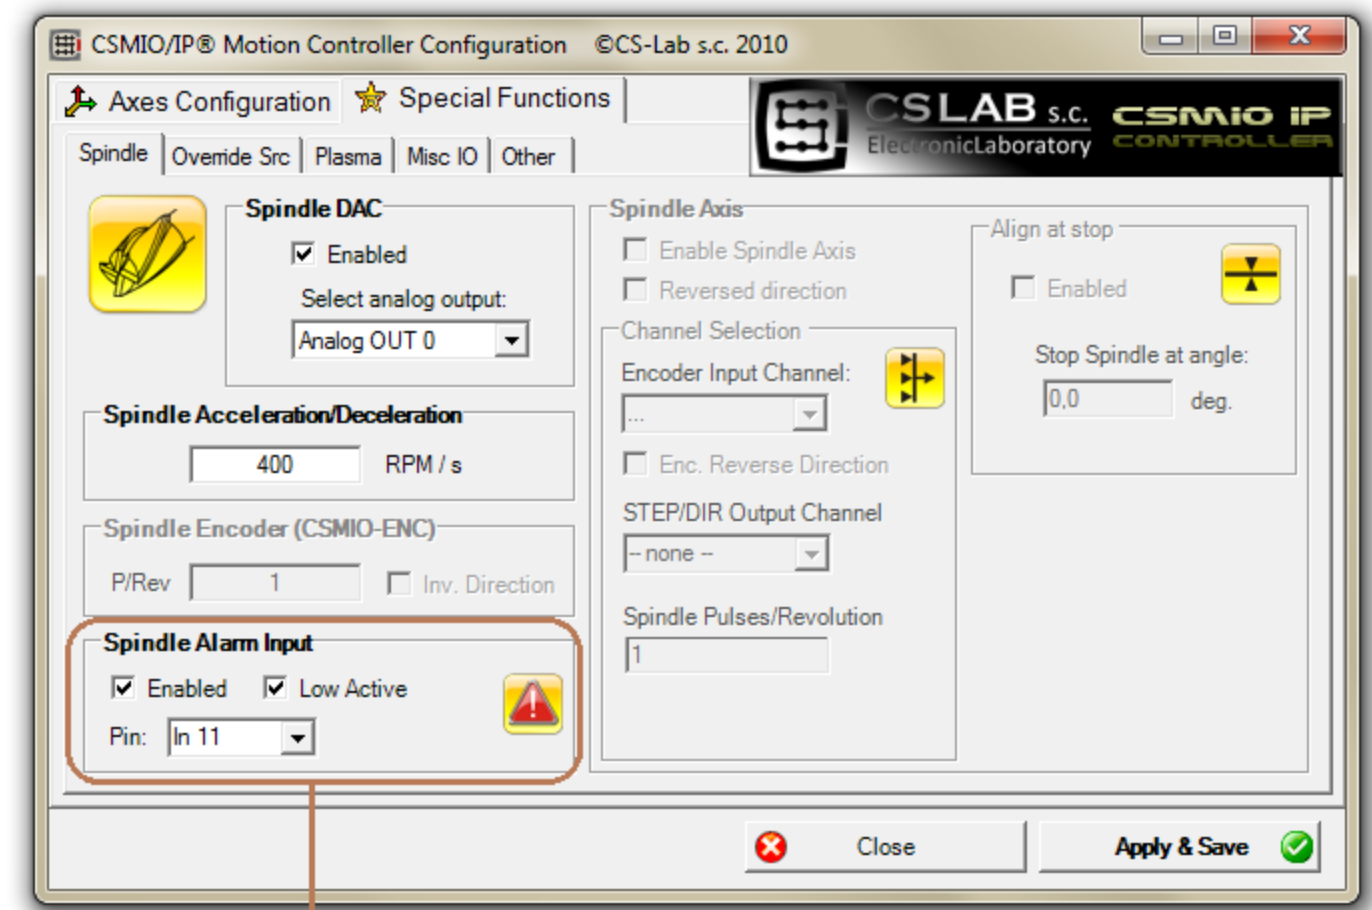 CSMIO/IP® Motion Controller Configuration ©CS-Lab s.c. 2010
Axes Configuration Special Functions
CSLAB s.c.
ElectronicLaboratory
CSMIO IP
CONTROLLER
Spindle Override Src Plasma Misc IO Other
Spindle DAC
Enabled
Select analog output:
Analog OUT 0
Spindle Acceleration/Deceleration
400 RPM / s
Spindle Encoder (CSMIO-ENC)
P/Rev 1 Inv. Direction
Spindle Alarm Input
Enabled Low Active
Pin: In 11
Spindle Axis
Enable Spindle Axis
Reversed direction
Channel Selection
Encoder Input Channel:
...
Enc. Reverse Direction
STEP/DIR Output Channel
-- none --
Spindle Pulses/Revolution
1
Align at stop
Enabled
Stop Spindle at angle:
0,0 deg.
Close Apply & Save